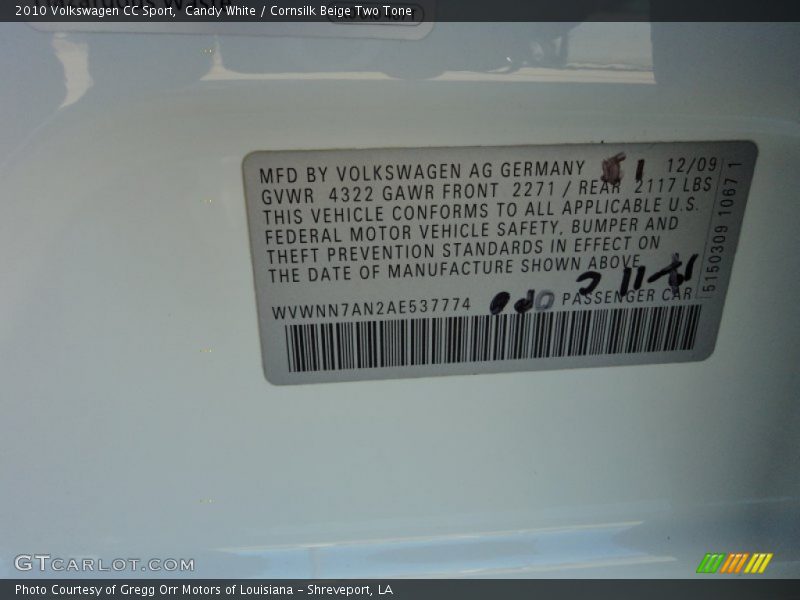 2010 Volkswagen CC Sport,  Candy White / Cornsilk Beige Two Tone
MFD BY VOLKSWAGEN AG GERMANY 12/09
GVWR 4322 GAWR FRONT 2271 / REAR 2117 LBS
THIS VEHICLE CONFORMS TO ALL APPLICABLE U.S.
FEDERAL MOTOR VEHICLE SAFETY, BUMPER AND
THEFT PREVENTION STANDARDS IN EFFECT ON
THE DATE OF MANUFACTURE SHOWN ABOVE
WVWNN7AN2AE537774 PASSENGER CAR
5150309 10671
GTCARLOT.COM
Photo Courtesy of Gregg Orr Motors of Louisiana - Shreveport, LA